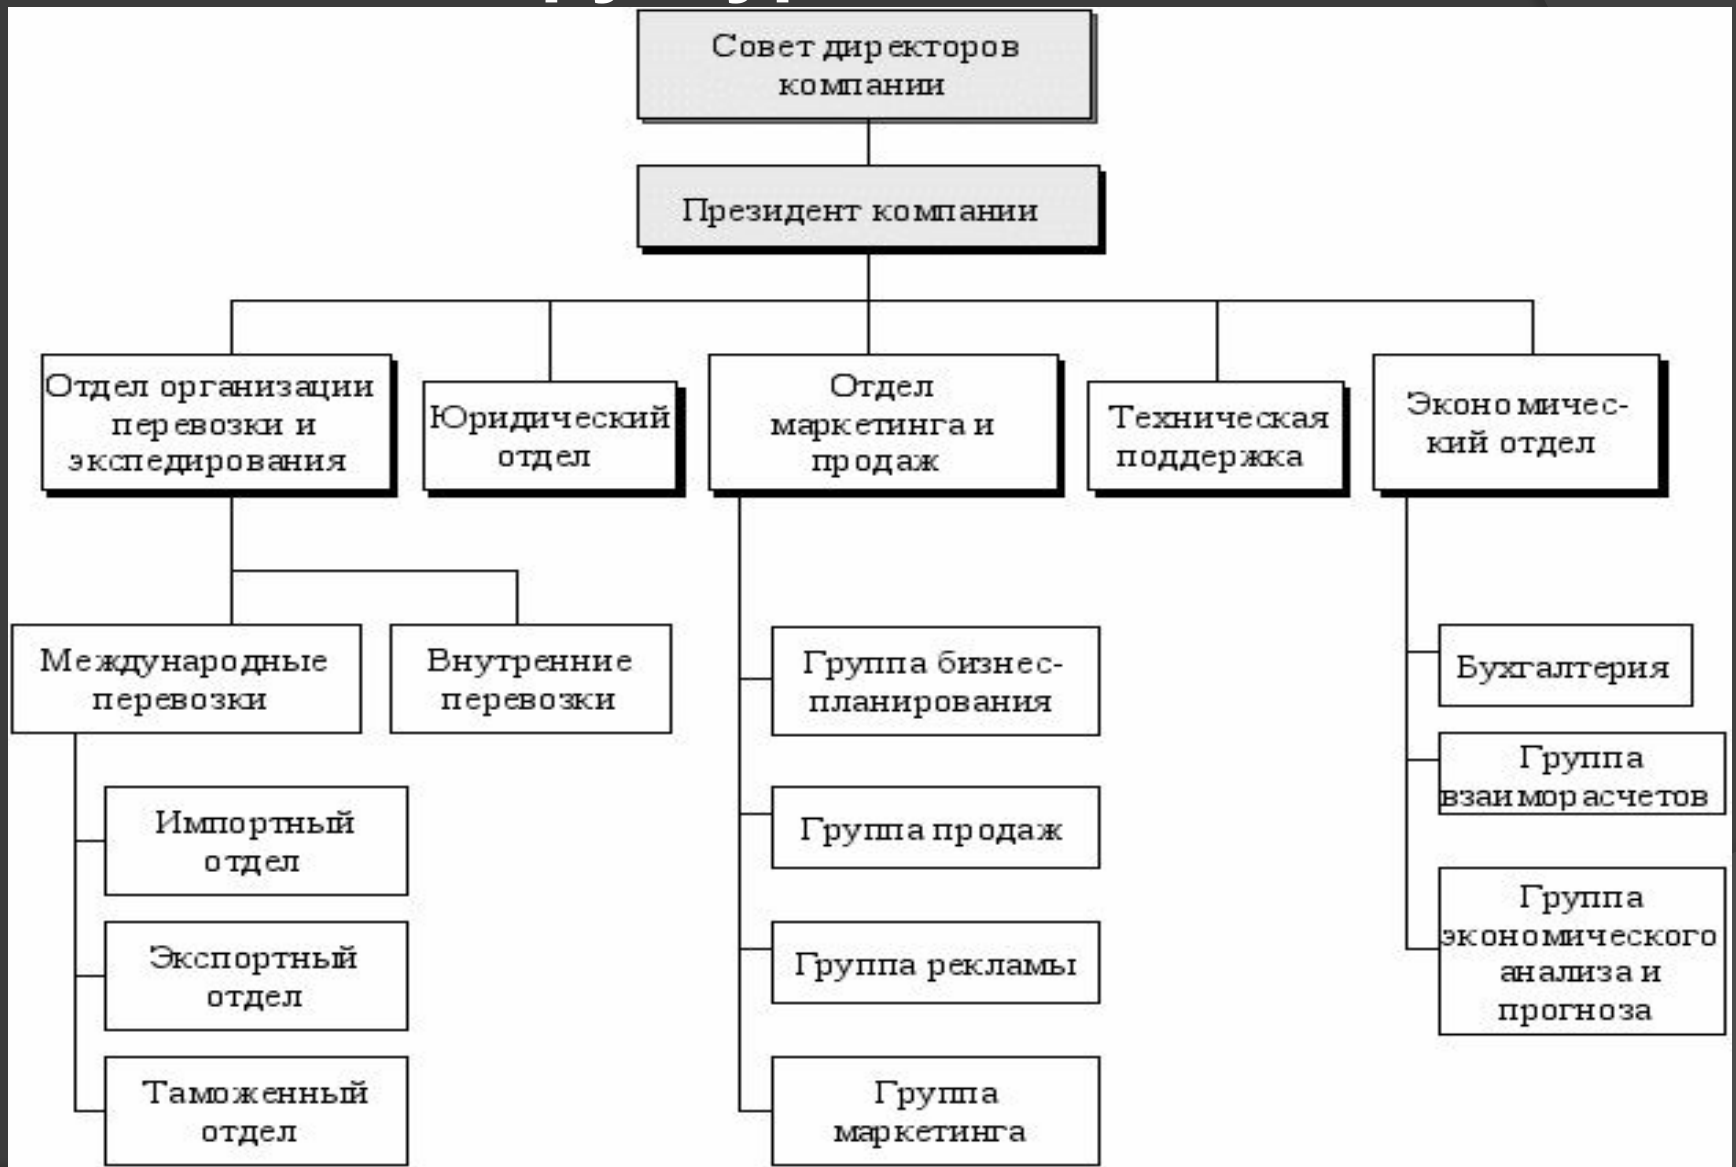 Совет директоров
компании
Президент компании
Отдел организации
перевозки и
экспедирования
Юридический
отдел
Отдел
маркетинга и
продаж
Техническая
поддержка
Экономичес-
кий отдел
Международные
перевозки
Внутренние
перевозки
Импортный
отдел
Экспортный
отдел
Таможенный
отдел
Группа бизнес-
планирования
Группа продаж
Группа рекламы
Группа
маркетинга
Бухгалтерия
Группа
взаиморасчетов
Группа
экономического
анализа и
прогноза